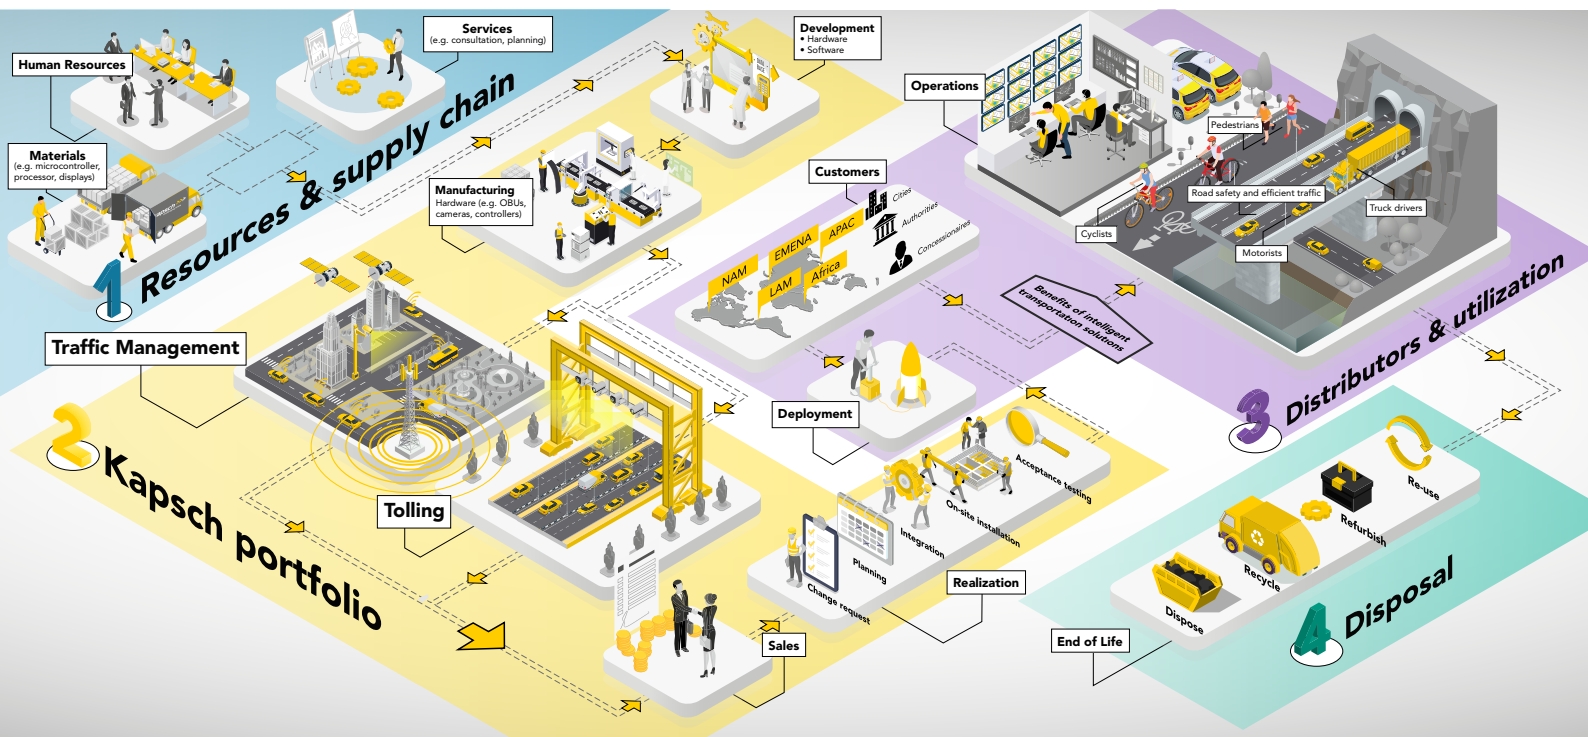 Human Resources
Services
(e.g. consultation, planning)
Materials
(e.g. microcontroller,
processor, displays)
1 Resources & supply chain
Development
• Hardware
• Software
Manufacturing
Hardware (e.g. OBUs,
cameras, controllers)
Traffic Management
Tolling
2 Kapsch portfolio
Sales
Realization
Change request
Planning
Integration
On-site installation
Acceptance testing
Deployment
Customers
NAM
EMENA
APAC
LAM
Africa
Cities
Authorities
Concessionaires
Benefits of intelligent
transportation solutions
Operations
Pedestrians
Road safety and efficient traffic
Truck drivers
Cyclists
Motorists
3 Distributors & utilization
End of Life
Dispose
Recycle
Refurbish
Re-use
4 Disposal